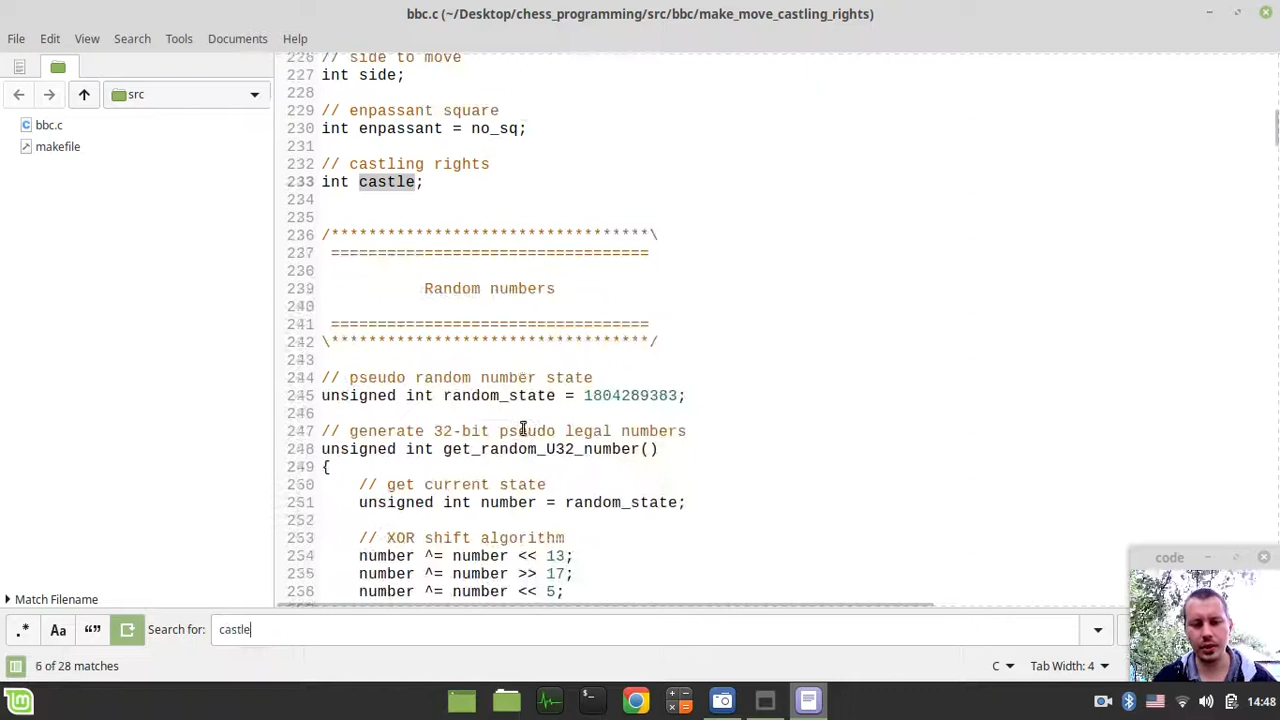 bbc.c (~/Desktop/chess_programming/src/bbc/make_move_castling_rights)
File Edit View Search Tools Documents Help
src
bbc.c
makefile
Match Filename
226 // side to move
227 int side;
228
229 // enpassant square
230 int enpassant = no_sq;
231
232 // castling rights
233 int castle;
234
235
236 /**********************************\
237 ==================================
238
239 Random numbers
240
241 ==================================
242 \**********************************/
243
244 // pseudo random number state
245 unsigned int random_state = 1804289383;
246
247 // generate 32-bit pseudo legal numbers
248 unsigned int get_random_U32_number()
249 {
250 // get current state
251 unsigned int number = random_state;
252
253 // XOR shift algorithm
254 number ^= number << 13;
255 number ^= number >> 17;
256 number ^= number << 5;
.* Aa “” Search for: castle
6 of 28 matches
C Tab Width: 4
code
14:48